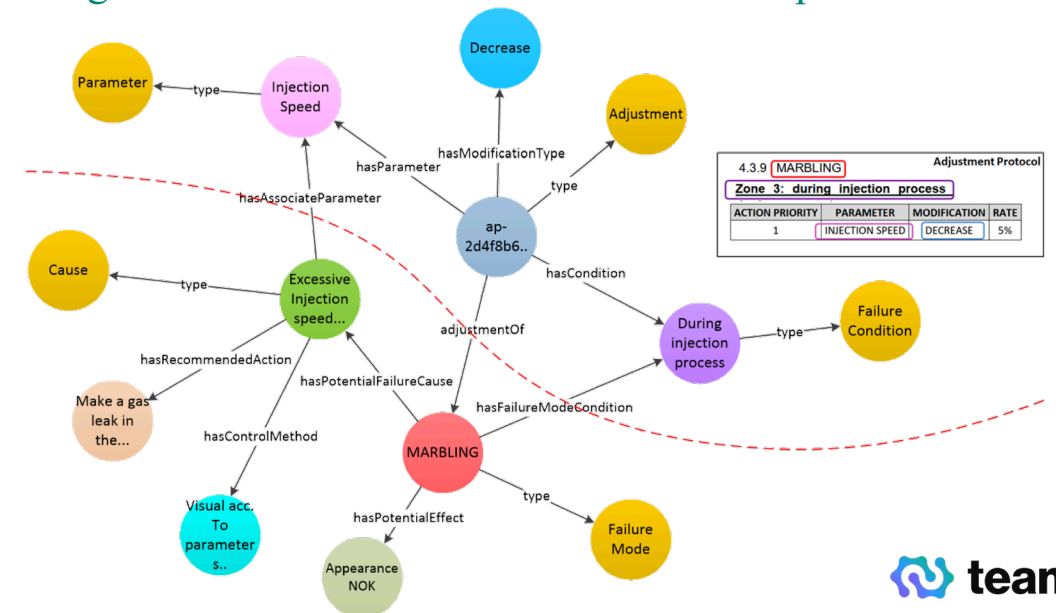 Decrease
Parameter
type
Injection
Speed
Adjustment
hasParameter
hasModificationType
type
hasAssociateParameter
4.3.9 MARBLING
Adjustment Protocol
Zone 3: during injection process
ACTION PRIORITY PARAMETER MODIFICATION RATE
1 INJECTION SPEED DECREASE 5%
ap-
2d4f8b6..
Cause
type
Excessive
Injection
speed...
hasCondition
adjustmentOf
During
injection
process
type
Failure
Condition
hasRecommendedAction
hasPotentialFailureCause
hasFailureModeCondition
Make a gas
leak in
the...
hasControlMethod
MARBLING
type
Visual acc.
To
parameter
s..
hasPotentialEffect
Failure
Mode
Appearance
NOK